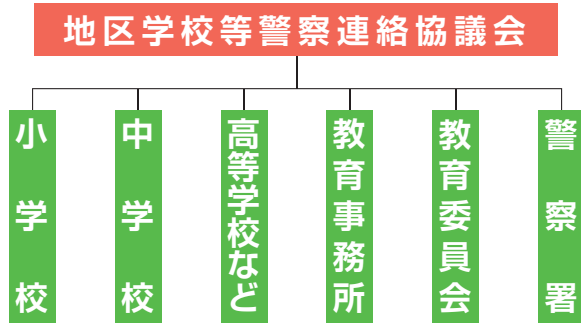 地区学校等警察連絡協議会
小学校
中学校
高等学校など
教育事務所
教育委員会
警察署